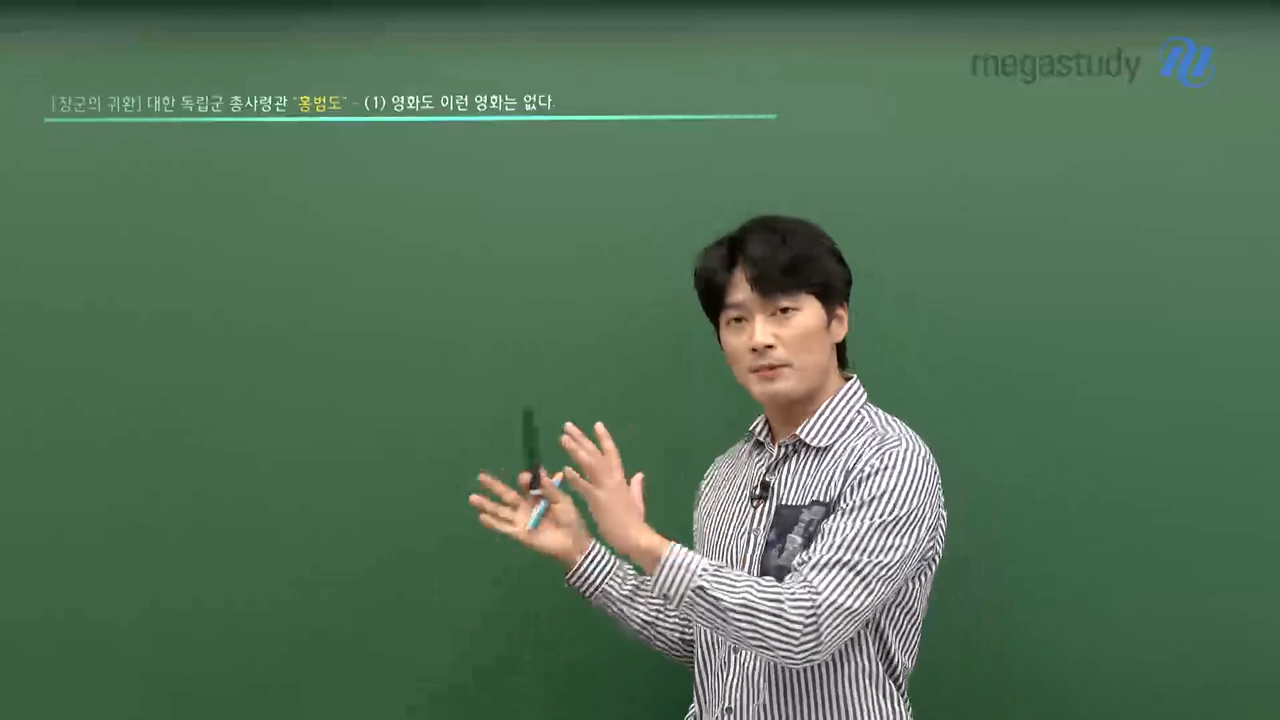 [장군의 귀환] 대한 독립군 총사령관 "홍범도" - (1) 영화도 이런 영화는 없다.
megastudy